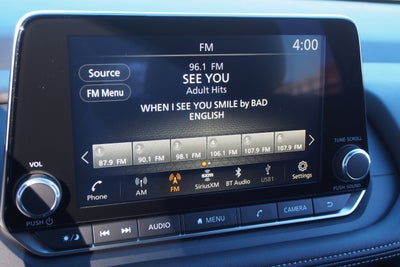 FM
4:00
Source
96.1 FM
SEE YOU
FM Menu
Adult Hits
WHEN I SEE YOU SMILE by BAD
ENGLISH
87.9 FM 90.1 FM 98.1 FM 106.1 FM 107.9 FM 107.9 FM
Phone AM FM SiriusXM BT Audio USB1 Settings
VOL
PUSH
TUNE·SCROLL
PUSH SOUND
AUDIO MENU CAMERA